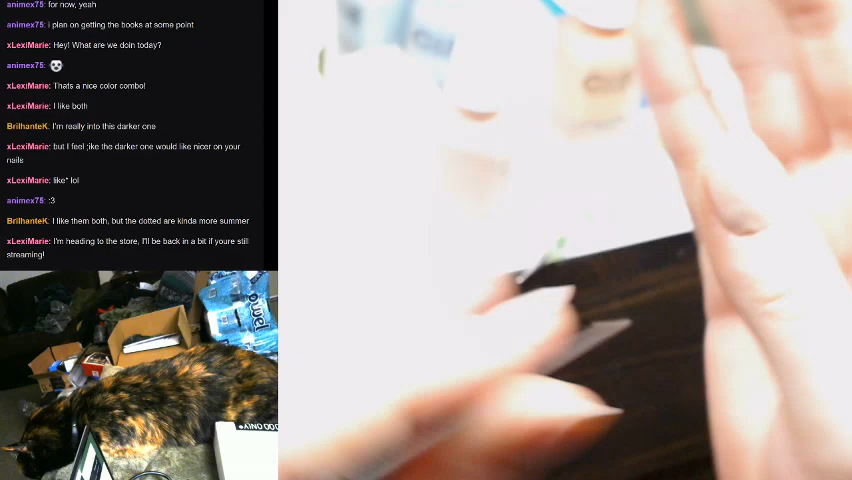 animex75: for now, yeah
animex75: i plan on getting the books at some point
xLexiMarie: Hey! What are we doin today?
animex75:
xLexiMarie: Thats a nice color combo!
xLexiMarie: I like both
BrilhanteK: I'm really into this darker one
xLexiMarie: but I feel ;ike the darker one would like nicer on your
nails
xLexiMarie: like* lol
animex75: :3
BrilhanteK: I like them both, but the dotted are kinda more summer
xLexiMarie: I'm heading to the store, I'll be back in a bit if youre still
streaming!